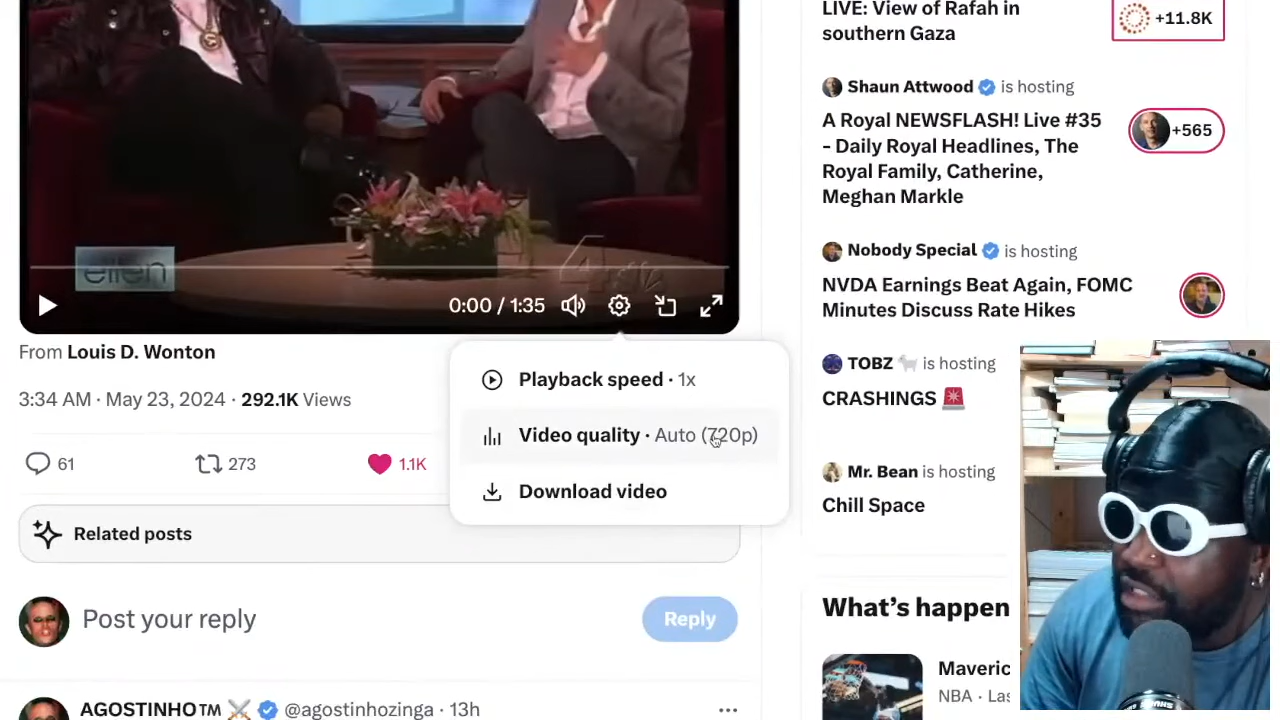 LIVE: View of Rafah in
southern Gaza
+11.8K
Shaun Attwood is hosting
A Royal NEWSFLASH! Live #35
- Daily Royal Headlines, The
Royal Family, Catherine,
Meghan Markle
+565
Nobody Special is hosting
NVDA Earnings Beat Again, FOMC
Minutes Discuss Rate Hikes
TOBZ is hosting
CRASHINGS
Mr. Bean is hosting
Chill Space
What's happen
Maveric
NBA · Las
ellen
0:00 / 1:35
From Louis D. Wonton
3:34 AM · May 23, 2024 · 292.1K Views
61
273
1.1K
Playback speed · 1x
Video quality · Auto (720p)
Download video
Related posts
Post your reply
Reply
AGOSTINHO™ @agostinhozinga · 13h